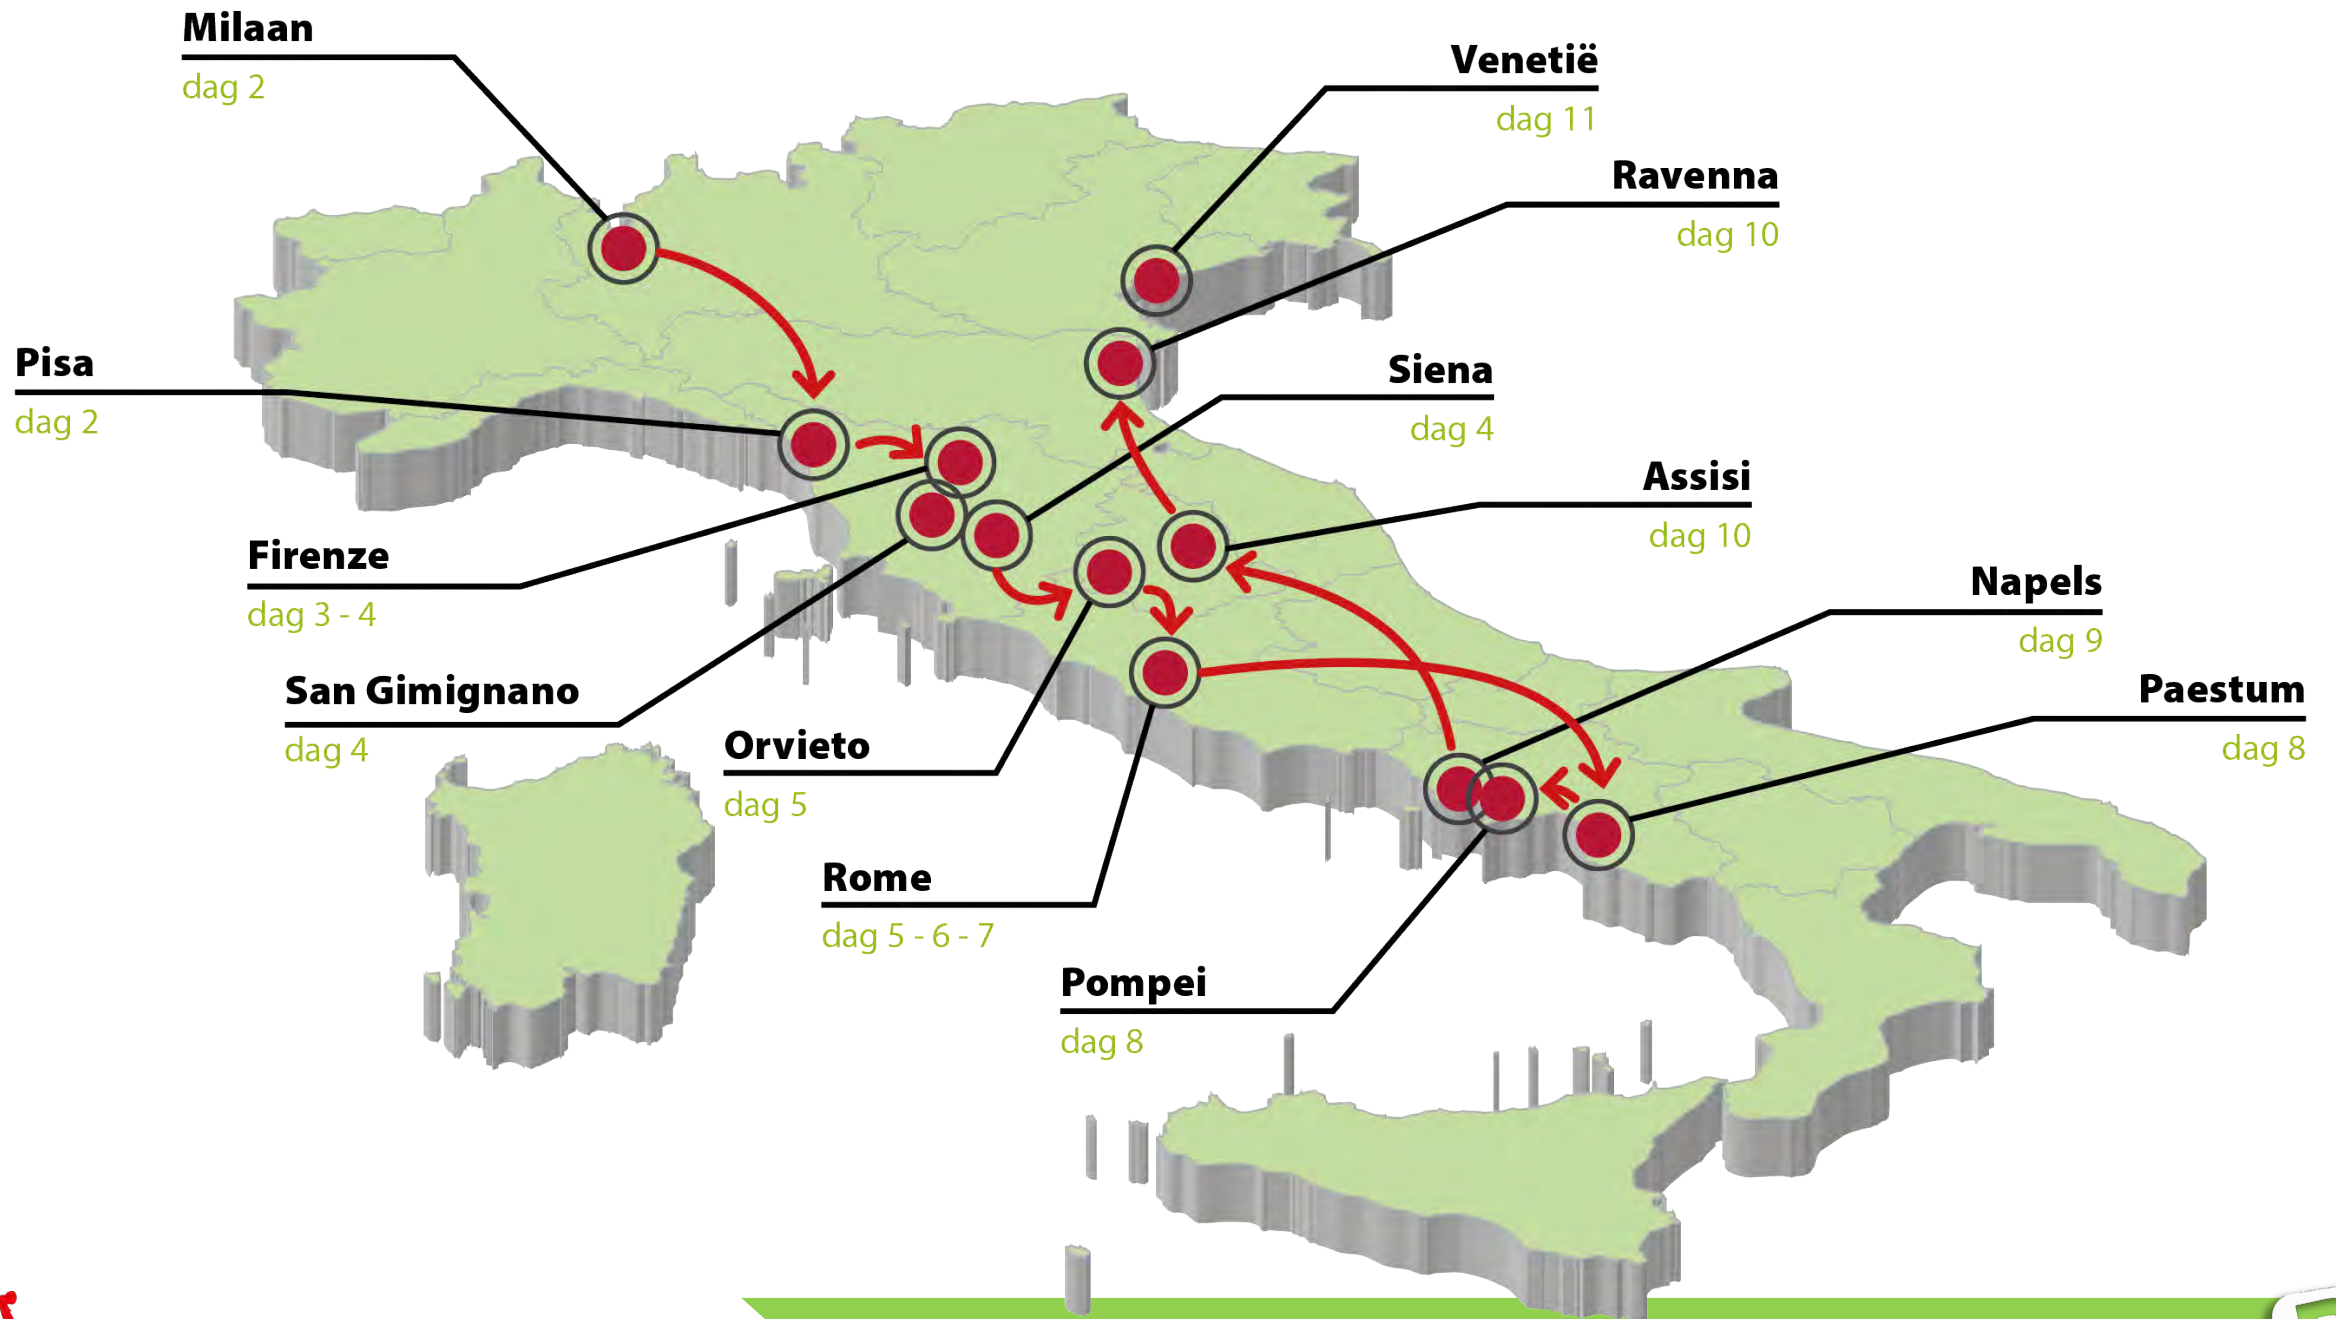 Milaan
dag 2
Venetië
dag 11
Ravenna
dag 10
Pisa
dag 2
Siena
dag 4
Assisi
dag 10
Firenze
dag 3 - 4
Napels
dag 9
San Gimignano
dag 4
Paestum
dag 8
Orvieto
dag 5
Rome
dag 5 - 6 - 7
Pompei
dag 8